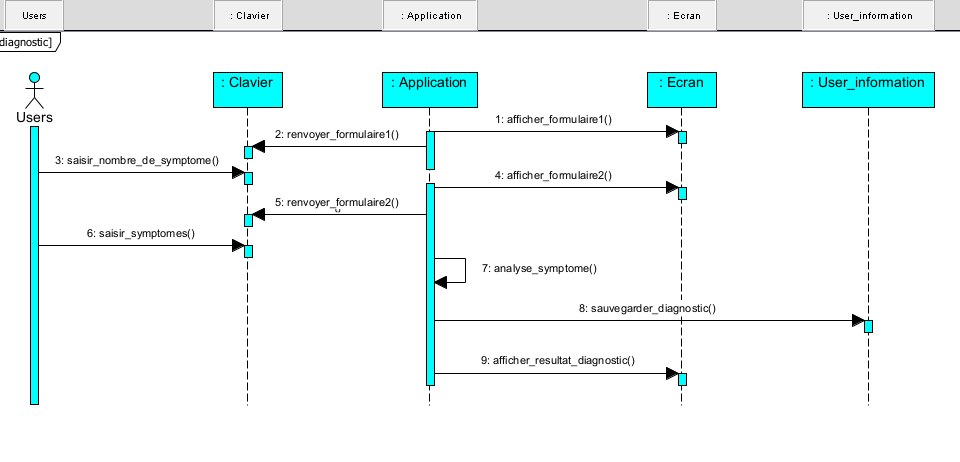 Users
: Clavier
: Application
: Ecran
: User_information
diagnostic]
: Clavier
: Application
: Ecran
: User_information
Users
1: afficher_formulaire1()
2: renvoyer_formulaire1()
3: saisir_nombre_de_symptome()
4: afficher_formulaire2()
5: renvoyer_formulaire2()
6: saisir_symptomes()
7: analyse_symptome()
8: sauvegarder_diagnostic()
9: afficher_resultat_diagnostic()